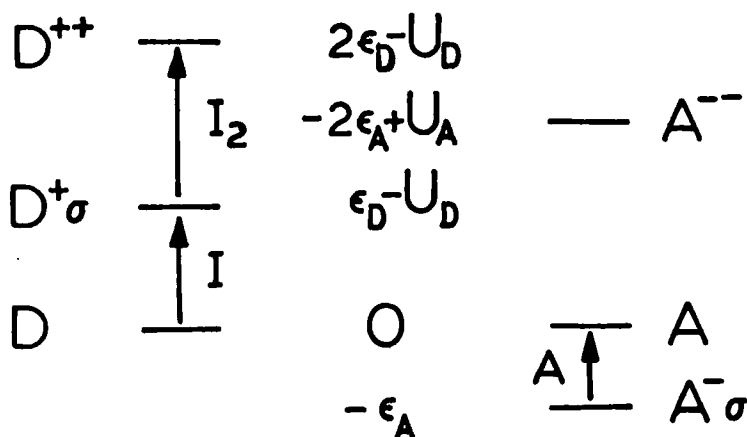 D⁺⁺ 2ϵ_D-U_D
I₂ -2ϵ_A+U_A A⁻⁻
D⁺σ ϵ_D-U_D
I
D 0 A
A
-ϵ_A A⁻σ